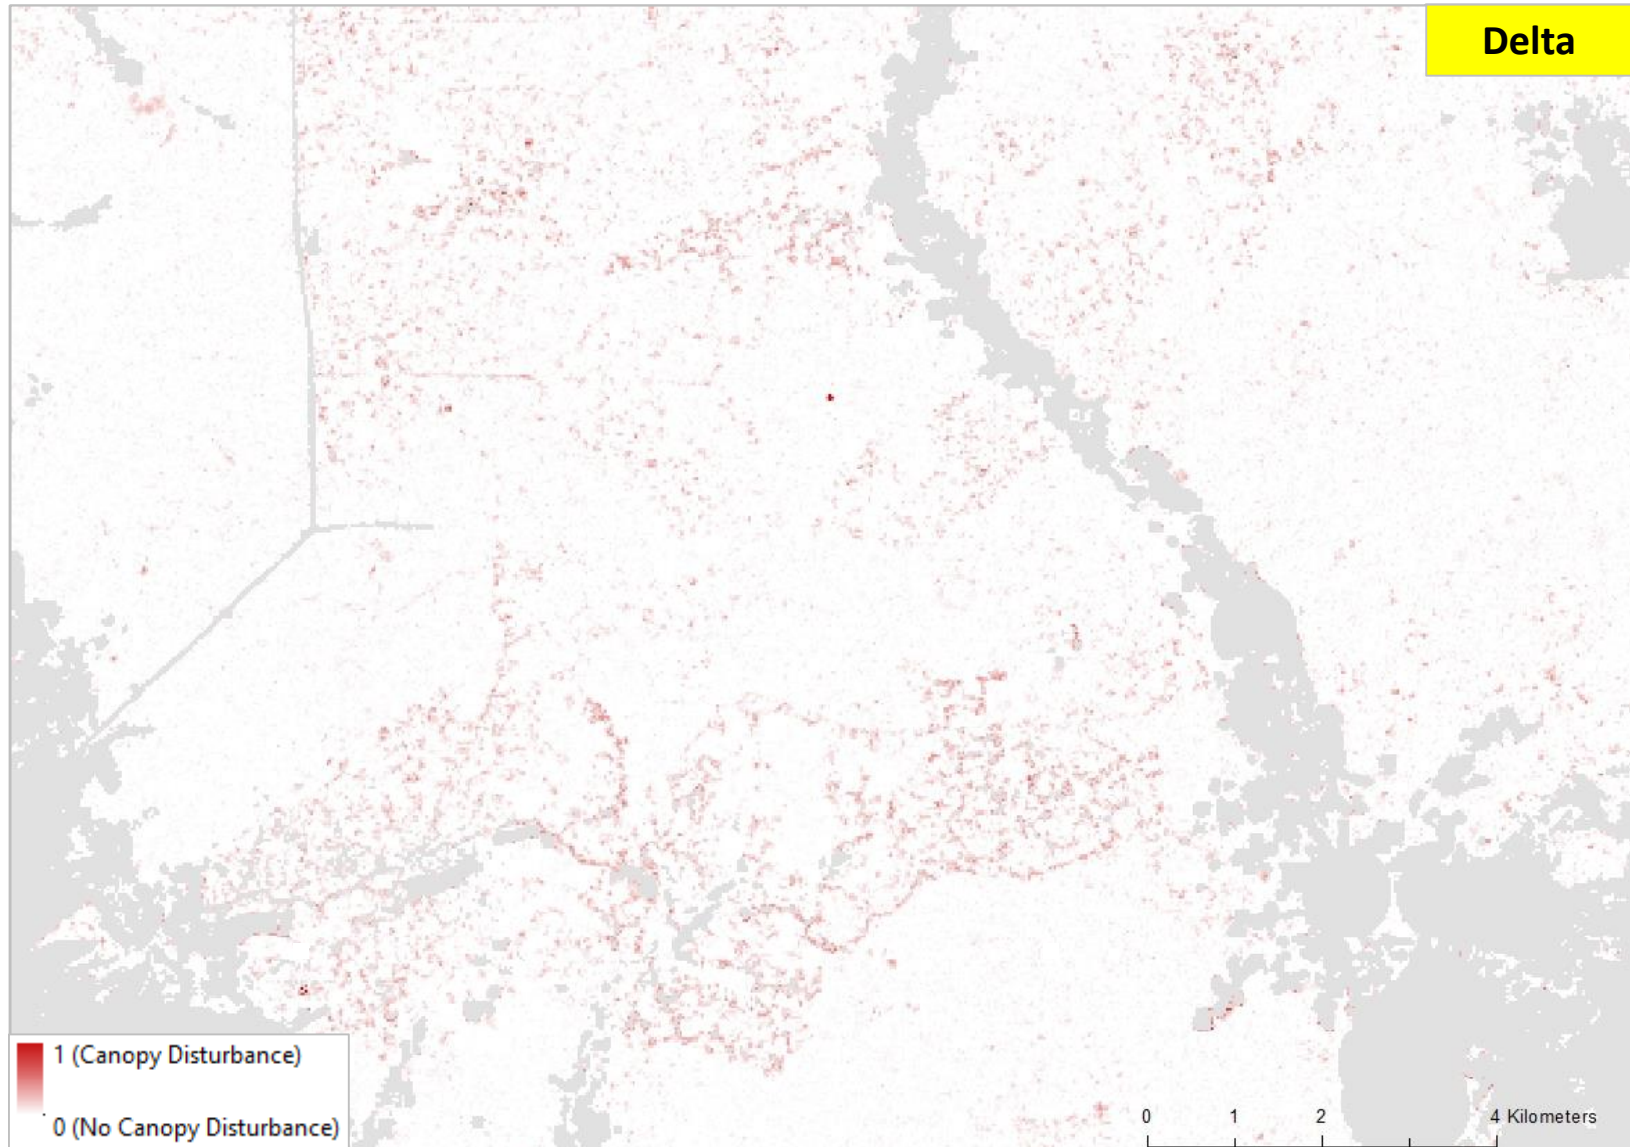 Delta
1 (Canopy Disturbance)
0 (No Canopy Disturbance)
0 1 2 4 Kilometers